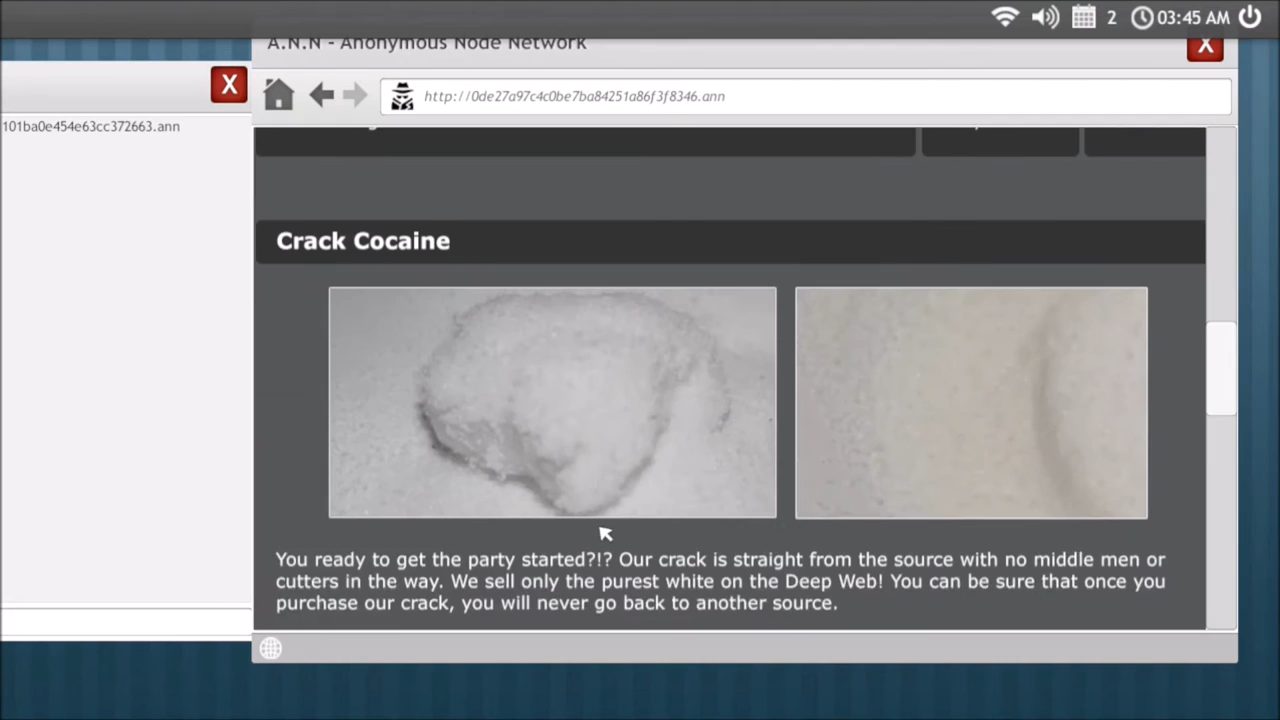 2 03:45 AM
A.N.N - Anonymous Node Network
X
X
http://0de27a97c4c0be7ba84251a86f3f8346.ann
101ba0e454e63cc372663.ann
Crack Cocaine
You ready to get the party started?!? Our crack is straight from the source with no middle men or
cutters in the way. We sell only the purest white on the Deep Web! You can be sure that once you
purchase our crack, you will never go back to another source.